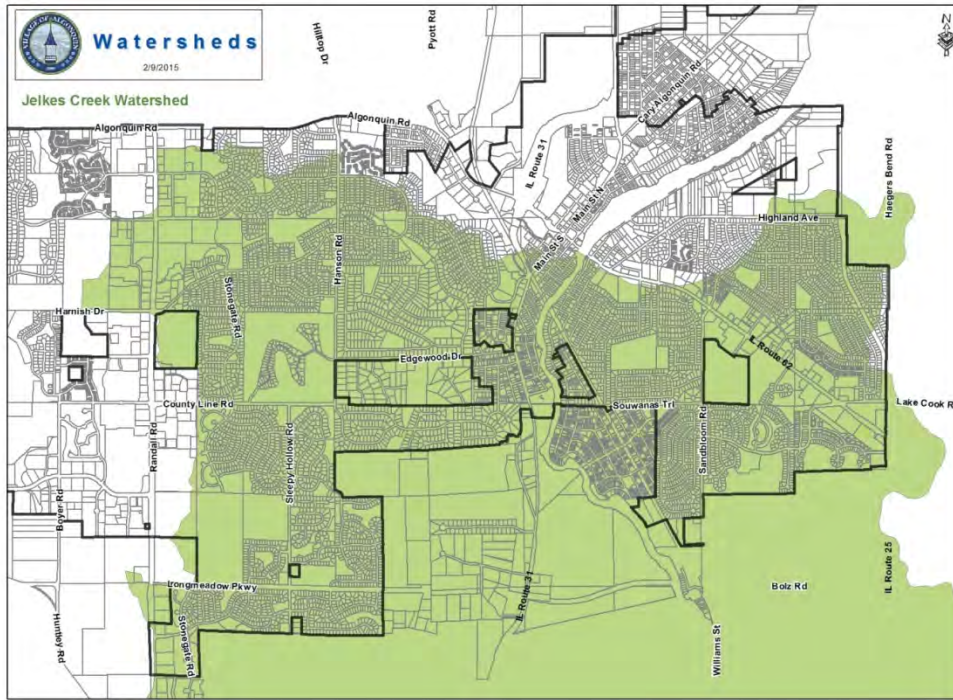 VILLAGE OF ALGONQUIN
Watersheds
2/9/2015
Jelkes Creek Watershed
N
Hilltop Dr
Pyott Rd
Algonquin Rd
Algonquin Rd
Cary-Algonquin Rd
IL Route 31
Main St N
Main St S
Highland Ave
Haegers Bend Rd
Hanson Rd
Stonegate Rd
Harnish Dr
Edgewood Dr
IL Route 62
County Line Rd
Souwanas Trl
Lake Cook R
Randall Rd
Sleepy Hollow Rd
Sandbloom Rd
Boyer Rd
Longmeadow Pkwy
IL Route 31
Bolz Rd
IL Route 25
Huntley Rd
Stonegate Rd
Williams St